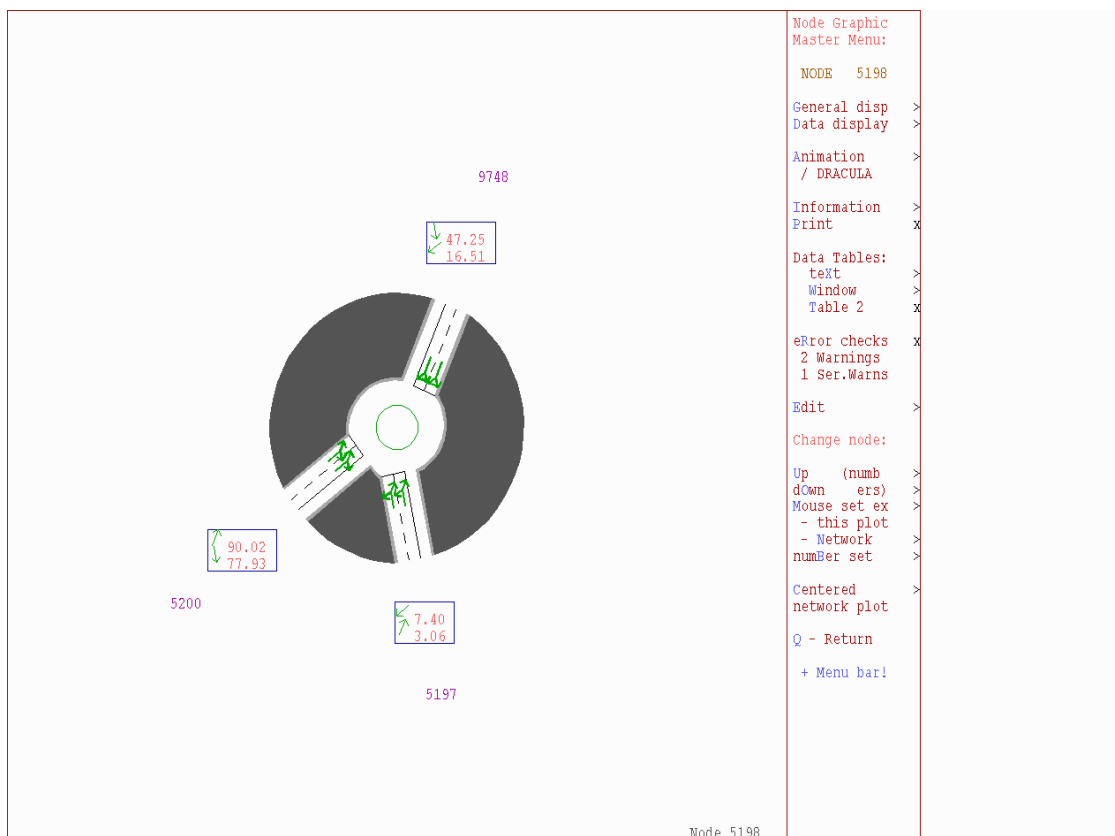 9748
47.25
16.51
90.02
77.93
5200
7.40
3.06
5197
Node 5198
Node Graphic
Master Menu:
NODE 5198
General disp >
Data display >
Animation >
/ DRACULA
Information >
Print x
Data Tables:
teXt >
Window >
Table 2 x
eRror checks x
2 Warnings
1 Ser.Warns
Edit >
Change node:
Up (numb >
dOwn ers) >
Mouse set ex >
- this plot
- Network >
numBer set >
Centered >
network plot
Q - Return
+ Menu bar!